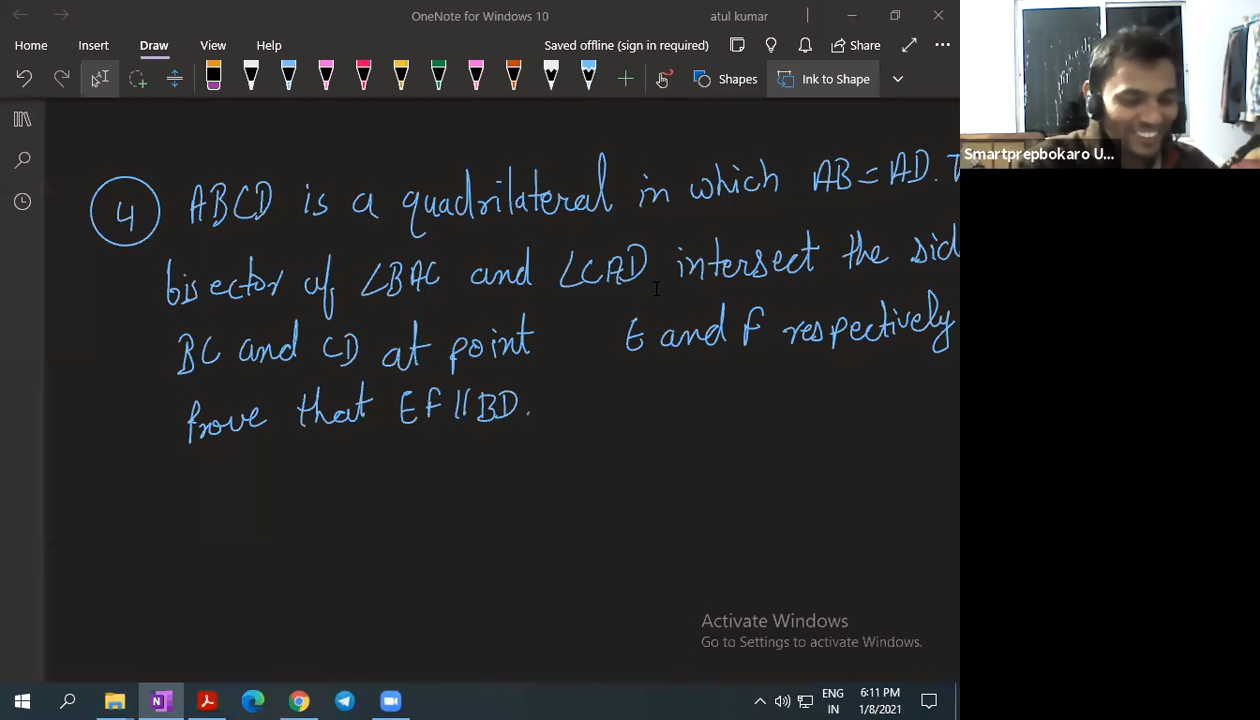 OneNote for Windows 10
atul kumar
Home Insert Draw View Help
Saved offline (sign in required)
Share
Shapes
Ink to Shape
Smartprepbokaro U...
4 ABCD is a quadrilateral in which AB = AD.
bisector of ∠BAC and ∠CAD intersect the sid
BC and CD at point E and F respectively
Prove that EF || BD.
Activate Windows
Go to Settings to activate Windows.
ENG
IN
6:11 PM
1/8/2021